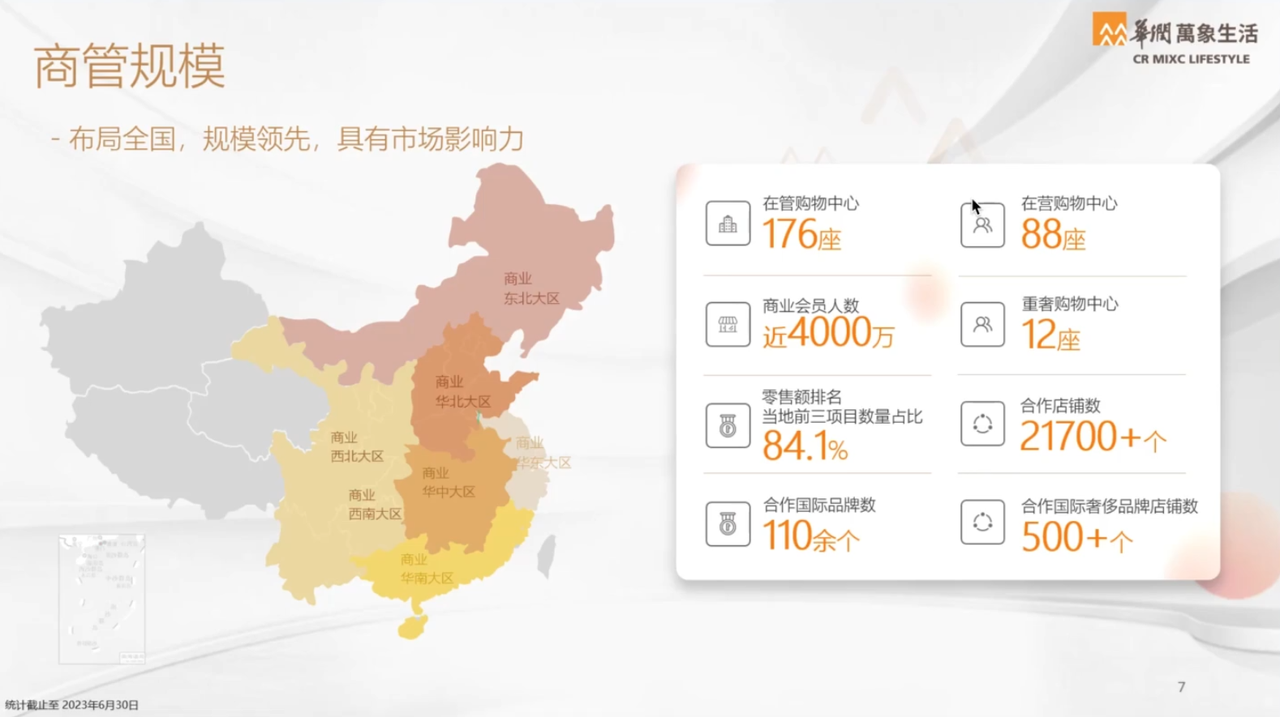 華潤萬象生活
CR MIXC LIFESTYLE
商管规模
- 布局全国，规模领先，具有市场影响力
商业
东北大区
商业
华北大区
商业
西北大区
商业
华东大区
商业
华中大区
商业
西南大区
商业
华南大区
在管购物中心
176座
在营购物中心
88座
商业会员人数
近4000万
重奢购物中心
12座
零售额排名
当地前三项目数量占比
84.1%
合作店铺数
21700+个
合作国际品牌数
110余个
合作国际奢侈品牌店铺数
500+个
7
统计截止至 2023年6月30日